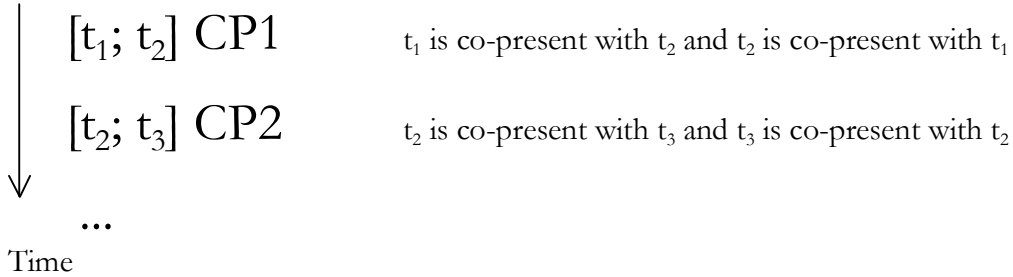 [t₁; t₂] CP1 t₁ is co-present with t₂ and t₂ is co-present with t₁
[t₂; t₃] CP2 t₂ is co-present with t₃ and t₃ is co-present with t₂
...
Time